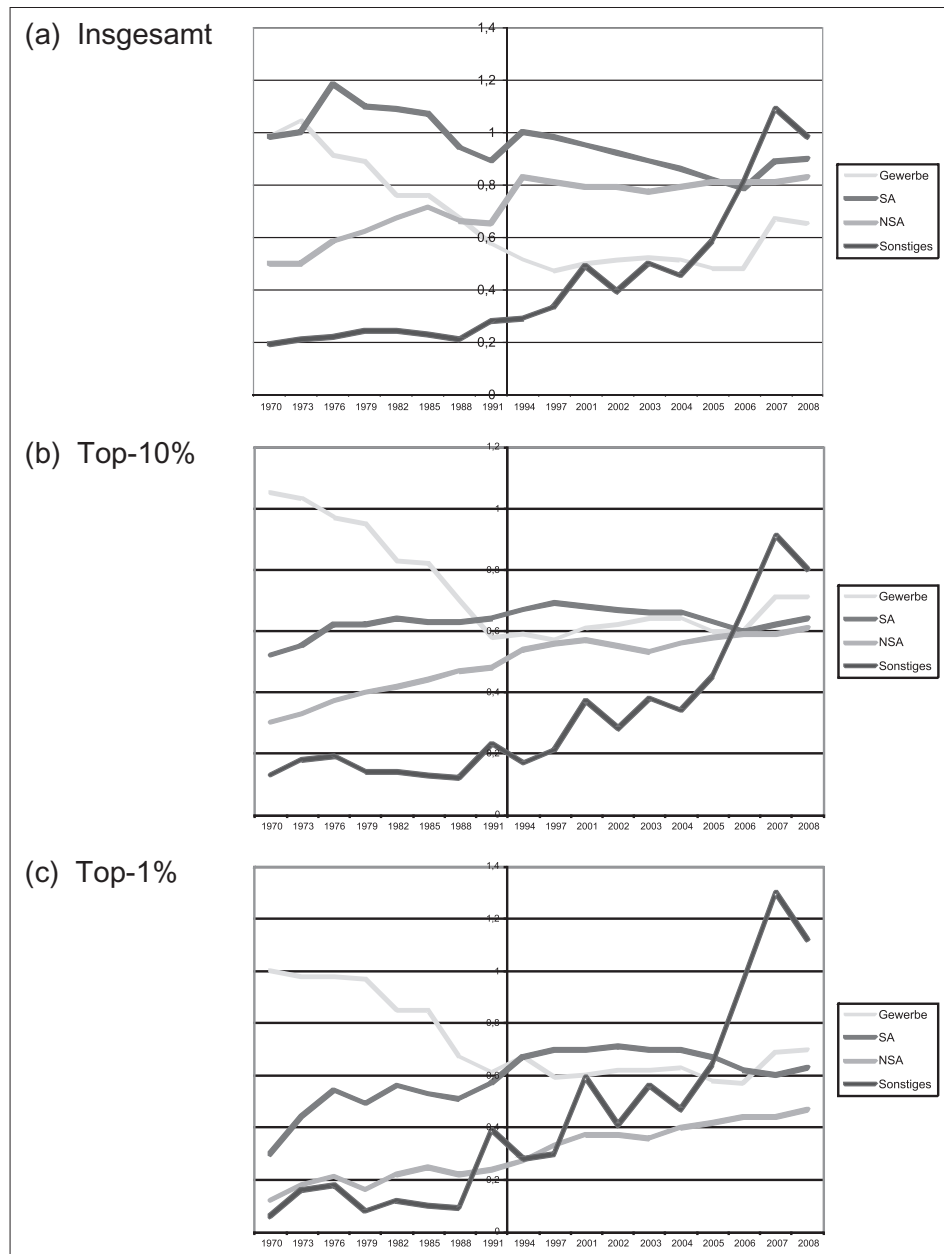 (a) Insgesamt
1,4
1,2
1
0,8
0,6
0,4
0,2
0
1970 1973 1976 1979 1982 1985 1988 1991 1994 1997 2001 2002 2003 2004 2005 2006 2007 2008
Gewerbe
SA
NSA
Sonstiges
(b) Top-10%
1,2
1
0,8
0,6
0,4
0,2
0
1970 1973 1976 1979 1982 1985 1988 1991 1994 1997 2001 2002 2003 2004 2005 2006 2007 2008
Gewerbe
SA
NSA
Sonstiges
(c) Top-1%
1,4
1,2
1
0,8
0,6
0,4
0,2
0
1970 1973 1976 1979 1982 1985 1988 1991 1994 1997 2001 2002 2003 2004 2005 2006 2007 2008
Gewerbe
SA
NSA
Sonstiges